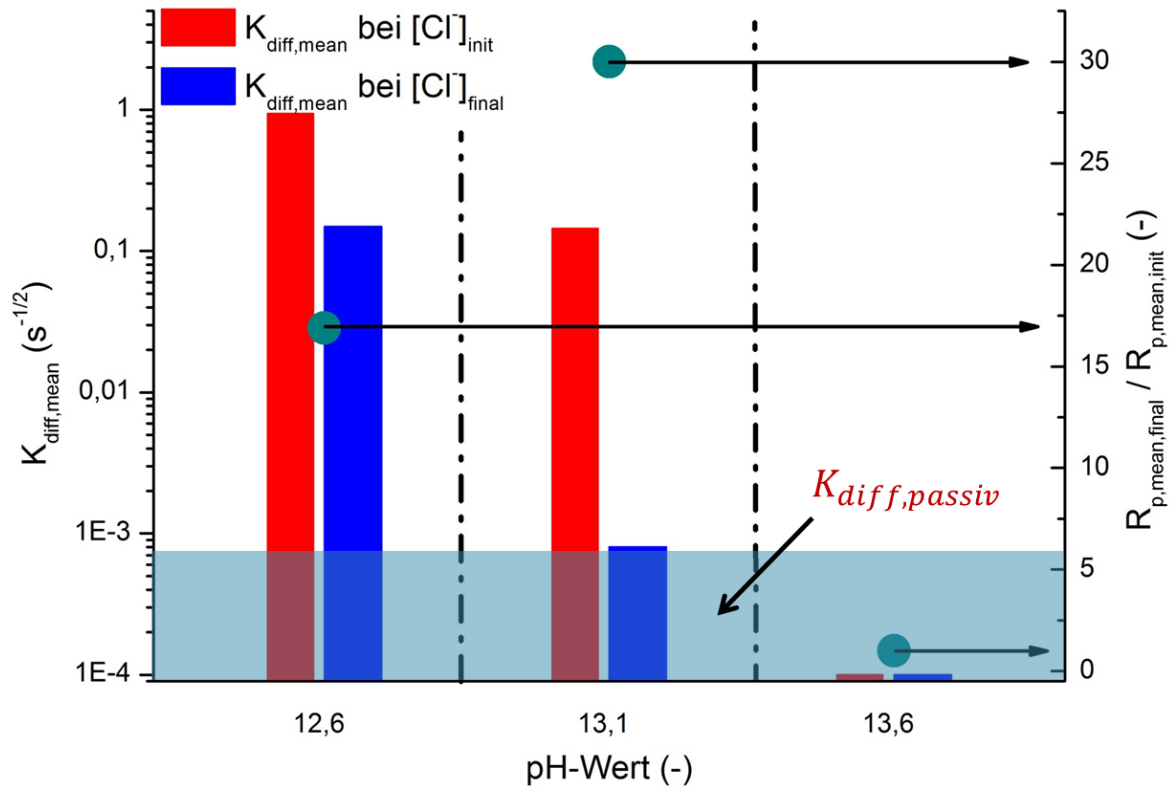 K_diff,mean bei [Cl⁻]_init
K_diff,mean bei [Cl⁻]_final
K_diff,mean (s^-1/2)
1
0,1
0,01
1E-3
1E-4
K_diff,passiv
30
25
20
15
10
5
0
R_p,mean,final / R_p,mean,init (-)
12,6 13,1 13,6
pH-Wert (-)